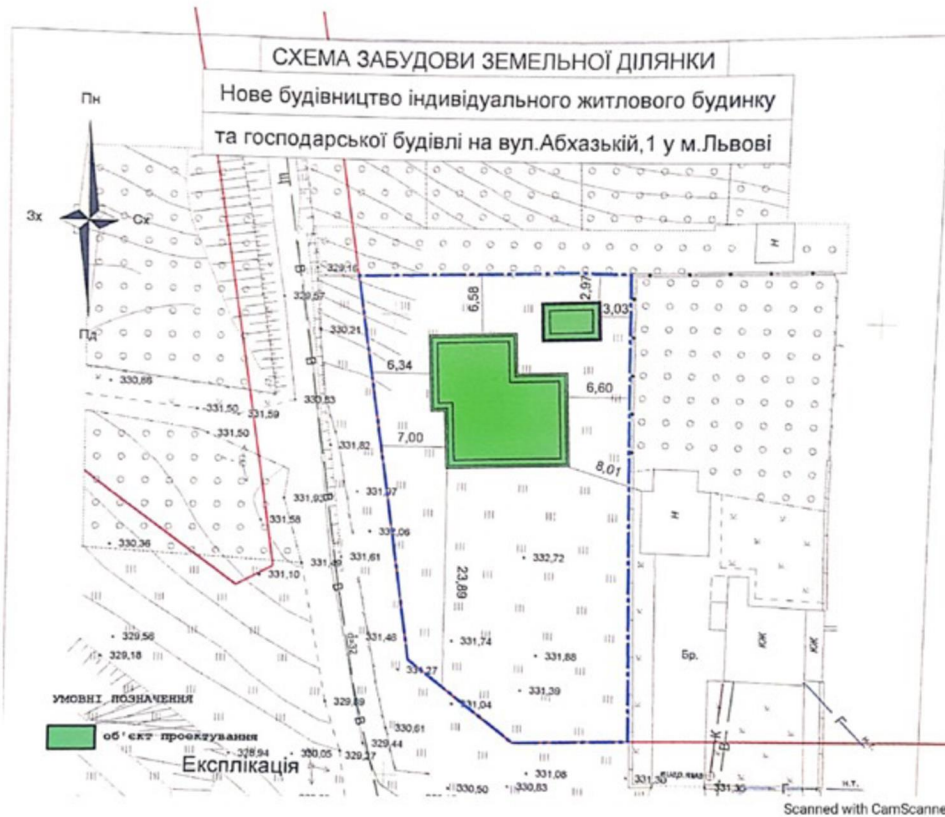 СХЕМА ЗАБУДОВИ ЗЕМЕЛЬНОЇ ДІЛЯНКИ
Нове будівництво індивідуального житлового будинку
та господарської будівлі на вул.Абхазькій,1 у м.Львові
Пн
Зх
Сх
Пд
Н
В
329,16
329,57
330,21
6,58
2,97
3,03
6,34
6,60
330,86
331,50
331,59
330,83
331,50
7,00
331,82
8,01
331,93
331,97
331,58
Н
330,36
331,49
331,61
332,72
331,10
23,89
329,56
329,18
331,46
331,74
331,88
Бр.
КЖ
КЖ
331,27
331,39
331,04
329,89
УМОВНІ ПОЗНАЧЕННЯ
330,61
об'єкт проектування
329,44
328,94
330,05
329,27
Експлікація
331,08
330,50
330,83
331,30
331,35
Г
н.т.
К
В
Scanned with CamScanne